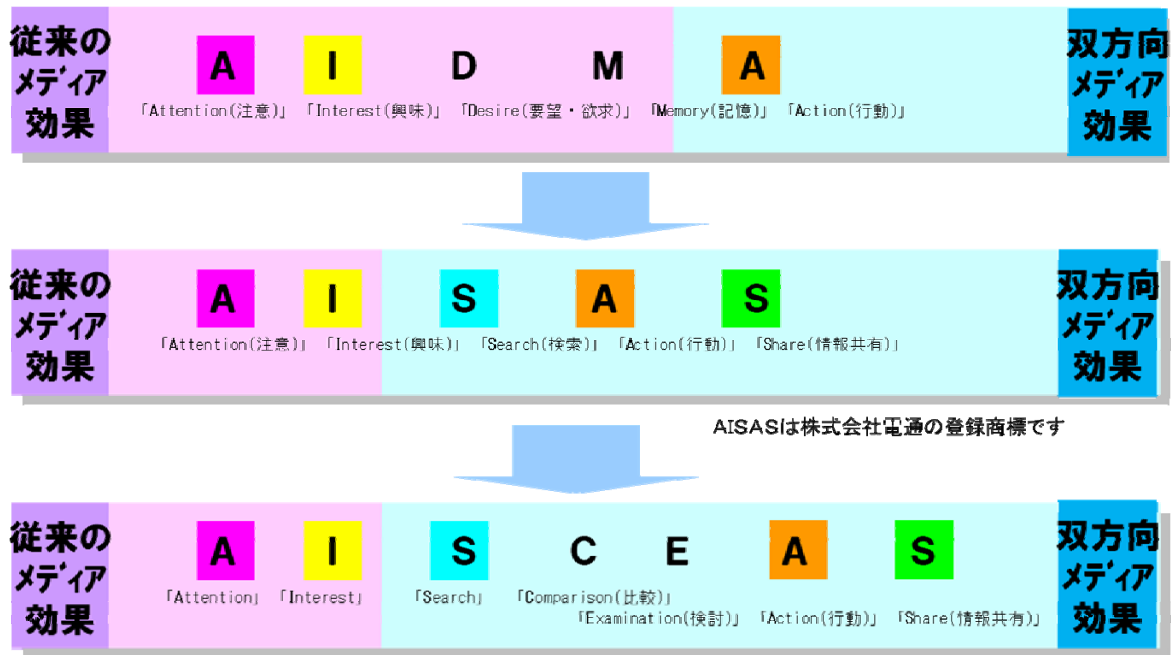 従来の
メディア
効果
A I D M A
「Attention(注意)」 「Interest(興味)」 「Desire(要望・欲求)」 「Memory(記憶)」 「Action(行動)」
双方向
メディア
効果
従来の
メディア
効果
A I S A S
「Attention(注意)」 「Interest(興味)」 「Search(検索)」 「Action(行動)」 「Share(情報共有)」
双方向
メディア
効果
AISASは株式会社電通の登録商標です
従来の
メディア
効果
A I S C E A S
「Attention」 「Interest」 「Search」 「Comparison(比較)」
「Examination(検討)」 「Action(行動)」 「Share(情報共有)」
双方向
メディア
効果